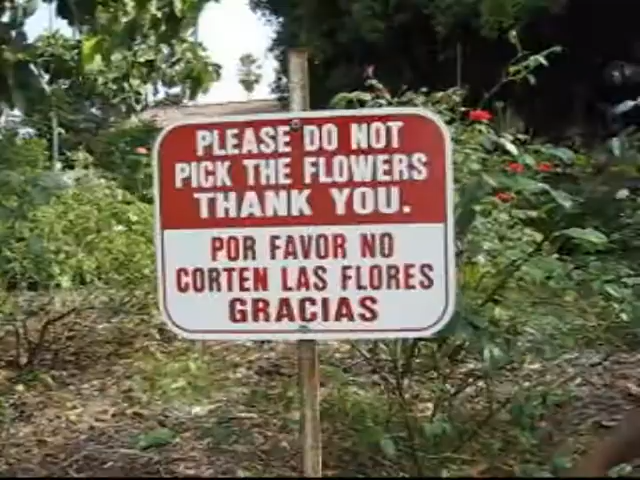 PLEASE DO NOT
PICK THE FLOWERS
THANK YOU.
POR FAVOR NO
CORTEN LAS FLORES
GRACIAS